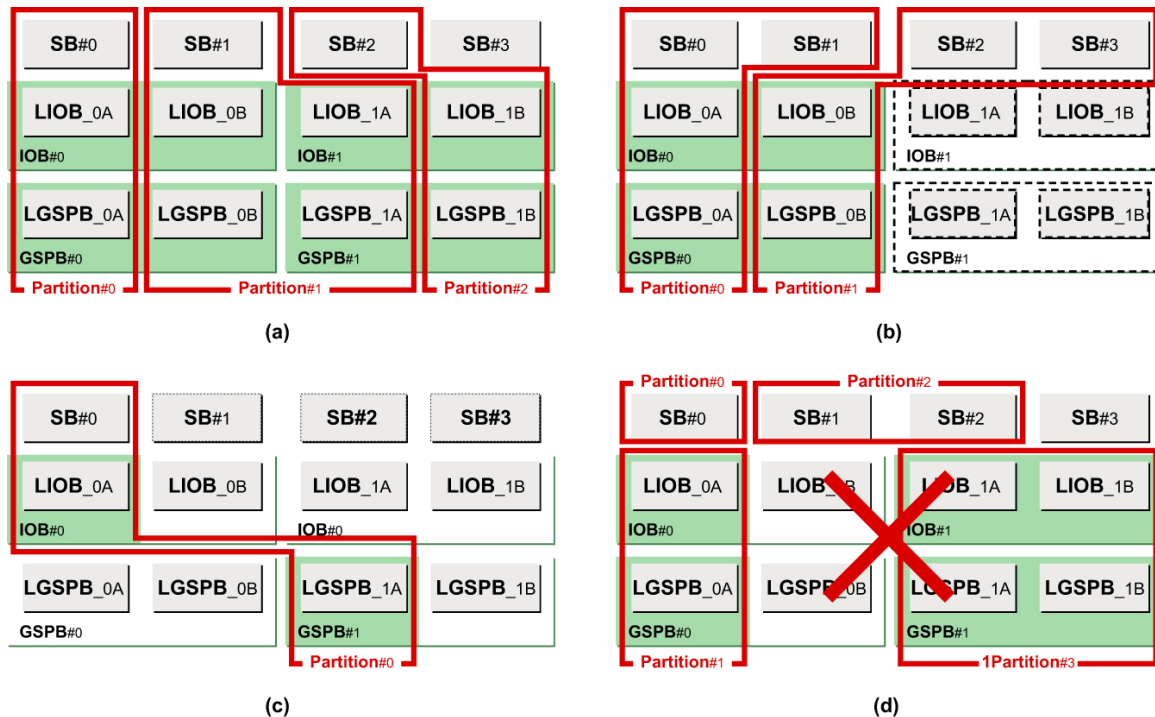 SB#0 SB#1 SB#2 SB#3
LIOB_0A LIOB_0B LIOB_1A LIOB_1B
IOB#0 IOB#1
LGSPB_0A LGSPB_0B LGSPB_1A LGSPB_1B
GSPB#0 GSPB#1
Partition#0 Partition#1 Partition#2
(a)
SB#0 SB#1 SB#2 SB#3
LIOB_0A LIOB_0B LIOB_1A LIOB_1B
IOB#0 IOB#1
LGSPB_0A LGSPB_0B LGSPB_1A LGSPB_1B
GSPB#0 GSPB#1
Partition#0 Partition#1
(b)
SB#0 SB#1 SB#2 SB#3
LIOB_0A LIOB_0B LIOB_1A LIOB_1B
IOB#0 IOB#0
LGSPB_0A LGSPB_0B LGSPB_1A LGSPB_1B
GSPB#0 GSPB#1
Partition#0
(c)
Partition#0 Partition#2
SB#0 SB#1 SB#2 SB#3
LIOB_0A LIOB_0B LIOB_1A LIOB_1B
IOB#0 IOB#1
LGSPB_0A LGSPB_0B LGSPB_1A LGSPB_1B
GSPB#0 GSPB#1
Partition#1 1Partition#3
(d)